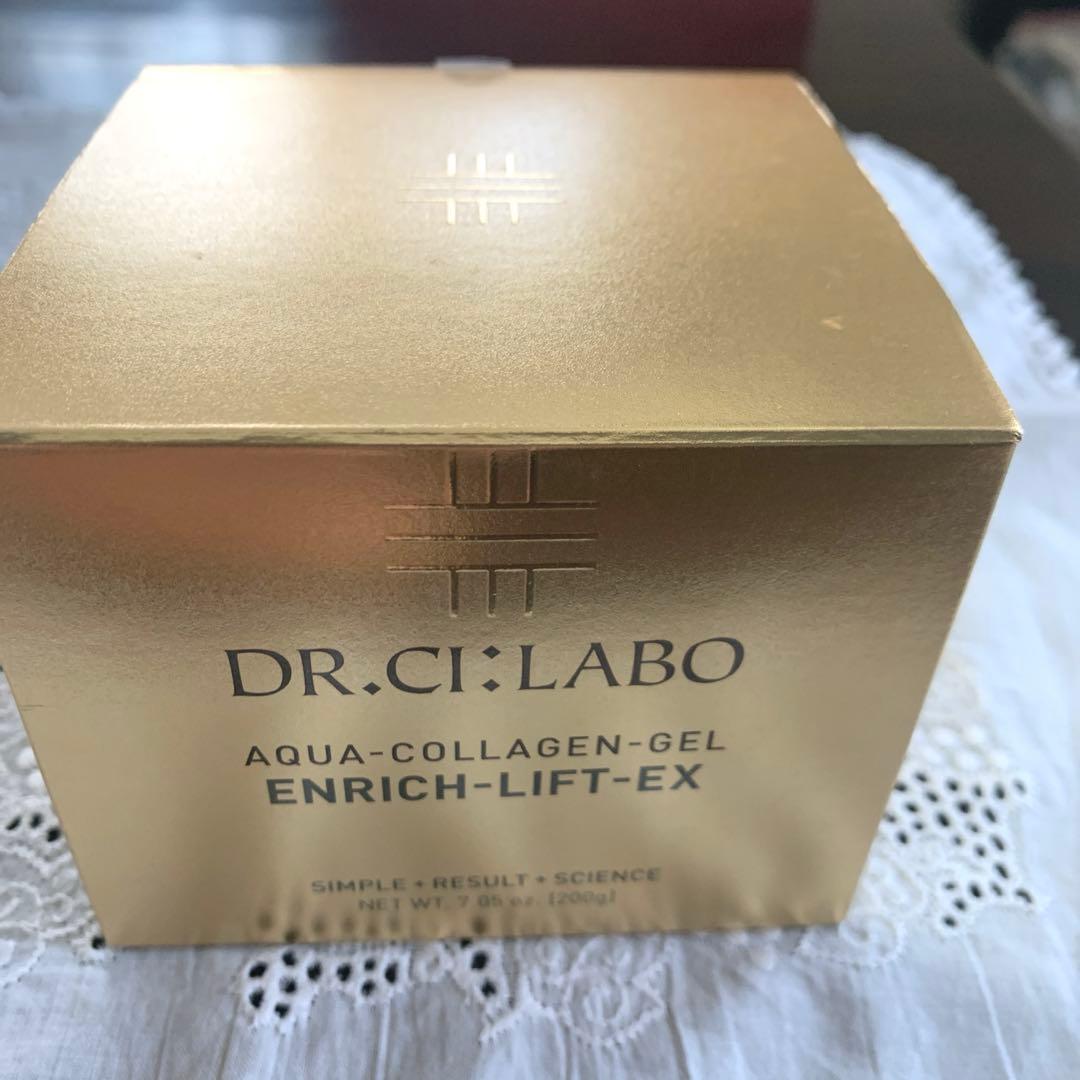 DR.CI:LABO
AQUA-COLLAGEN-GEL
ENRICH-LIFT-EX
SIMPLE + RESULT + SCIENCE
NET WT. 7.05 oz. [200g]